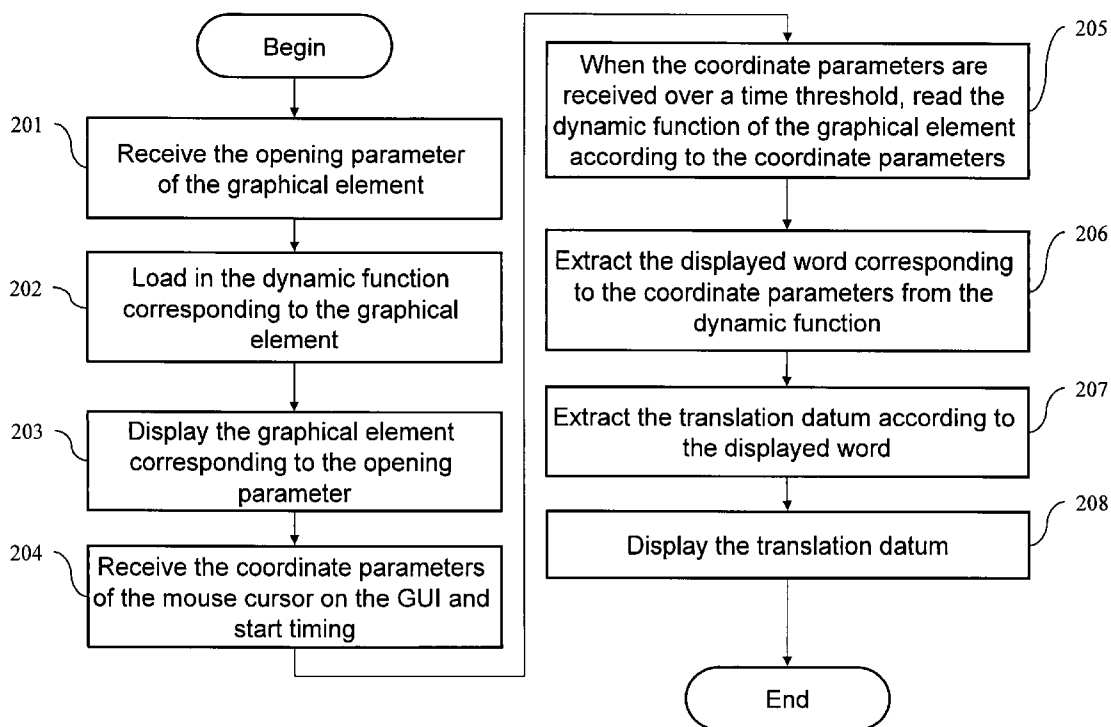 Begin
201
Receive the opening parameter
of the graphical element
202
Load in the dynamic function
corresponding to the graphical
element
203
Display the graphical element
corresponding to the opening
parameter
204
Receive the coordinate parameters
of the mouse cursor on the GUI and
start timing
205
When the coordinate parameters are
received over a time threshold, read the
dynamic function of the graphical element
according to the coordinate parameters
206
Extract the displayed word corresponding
to the coordinate parameters from the
dynamic function
207
Extract the translation datum according to
the displayed word
208
Display the translation datum
End